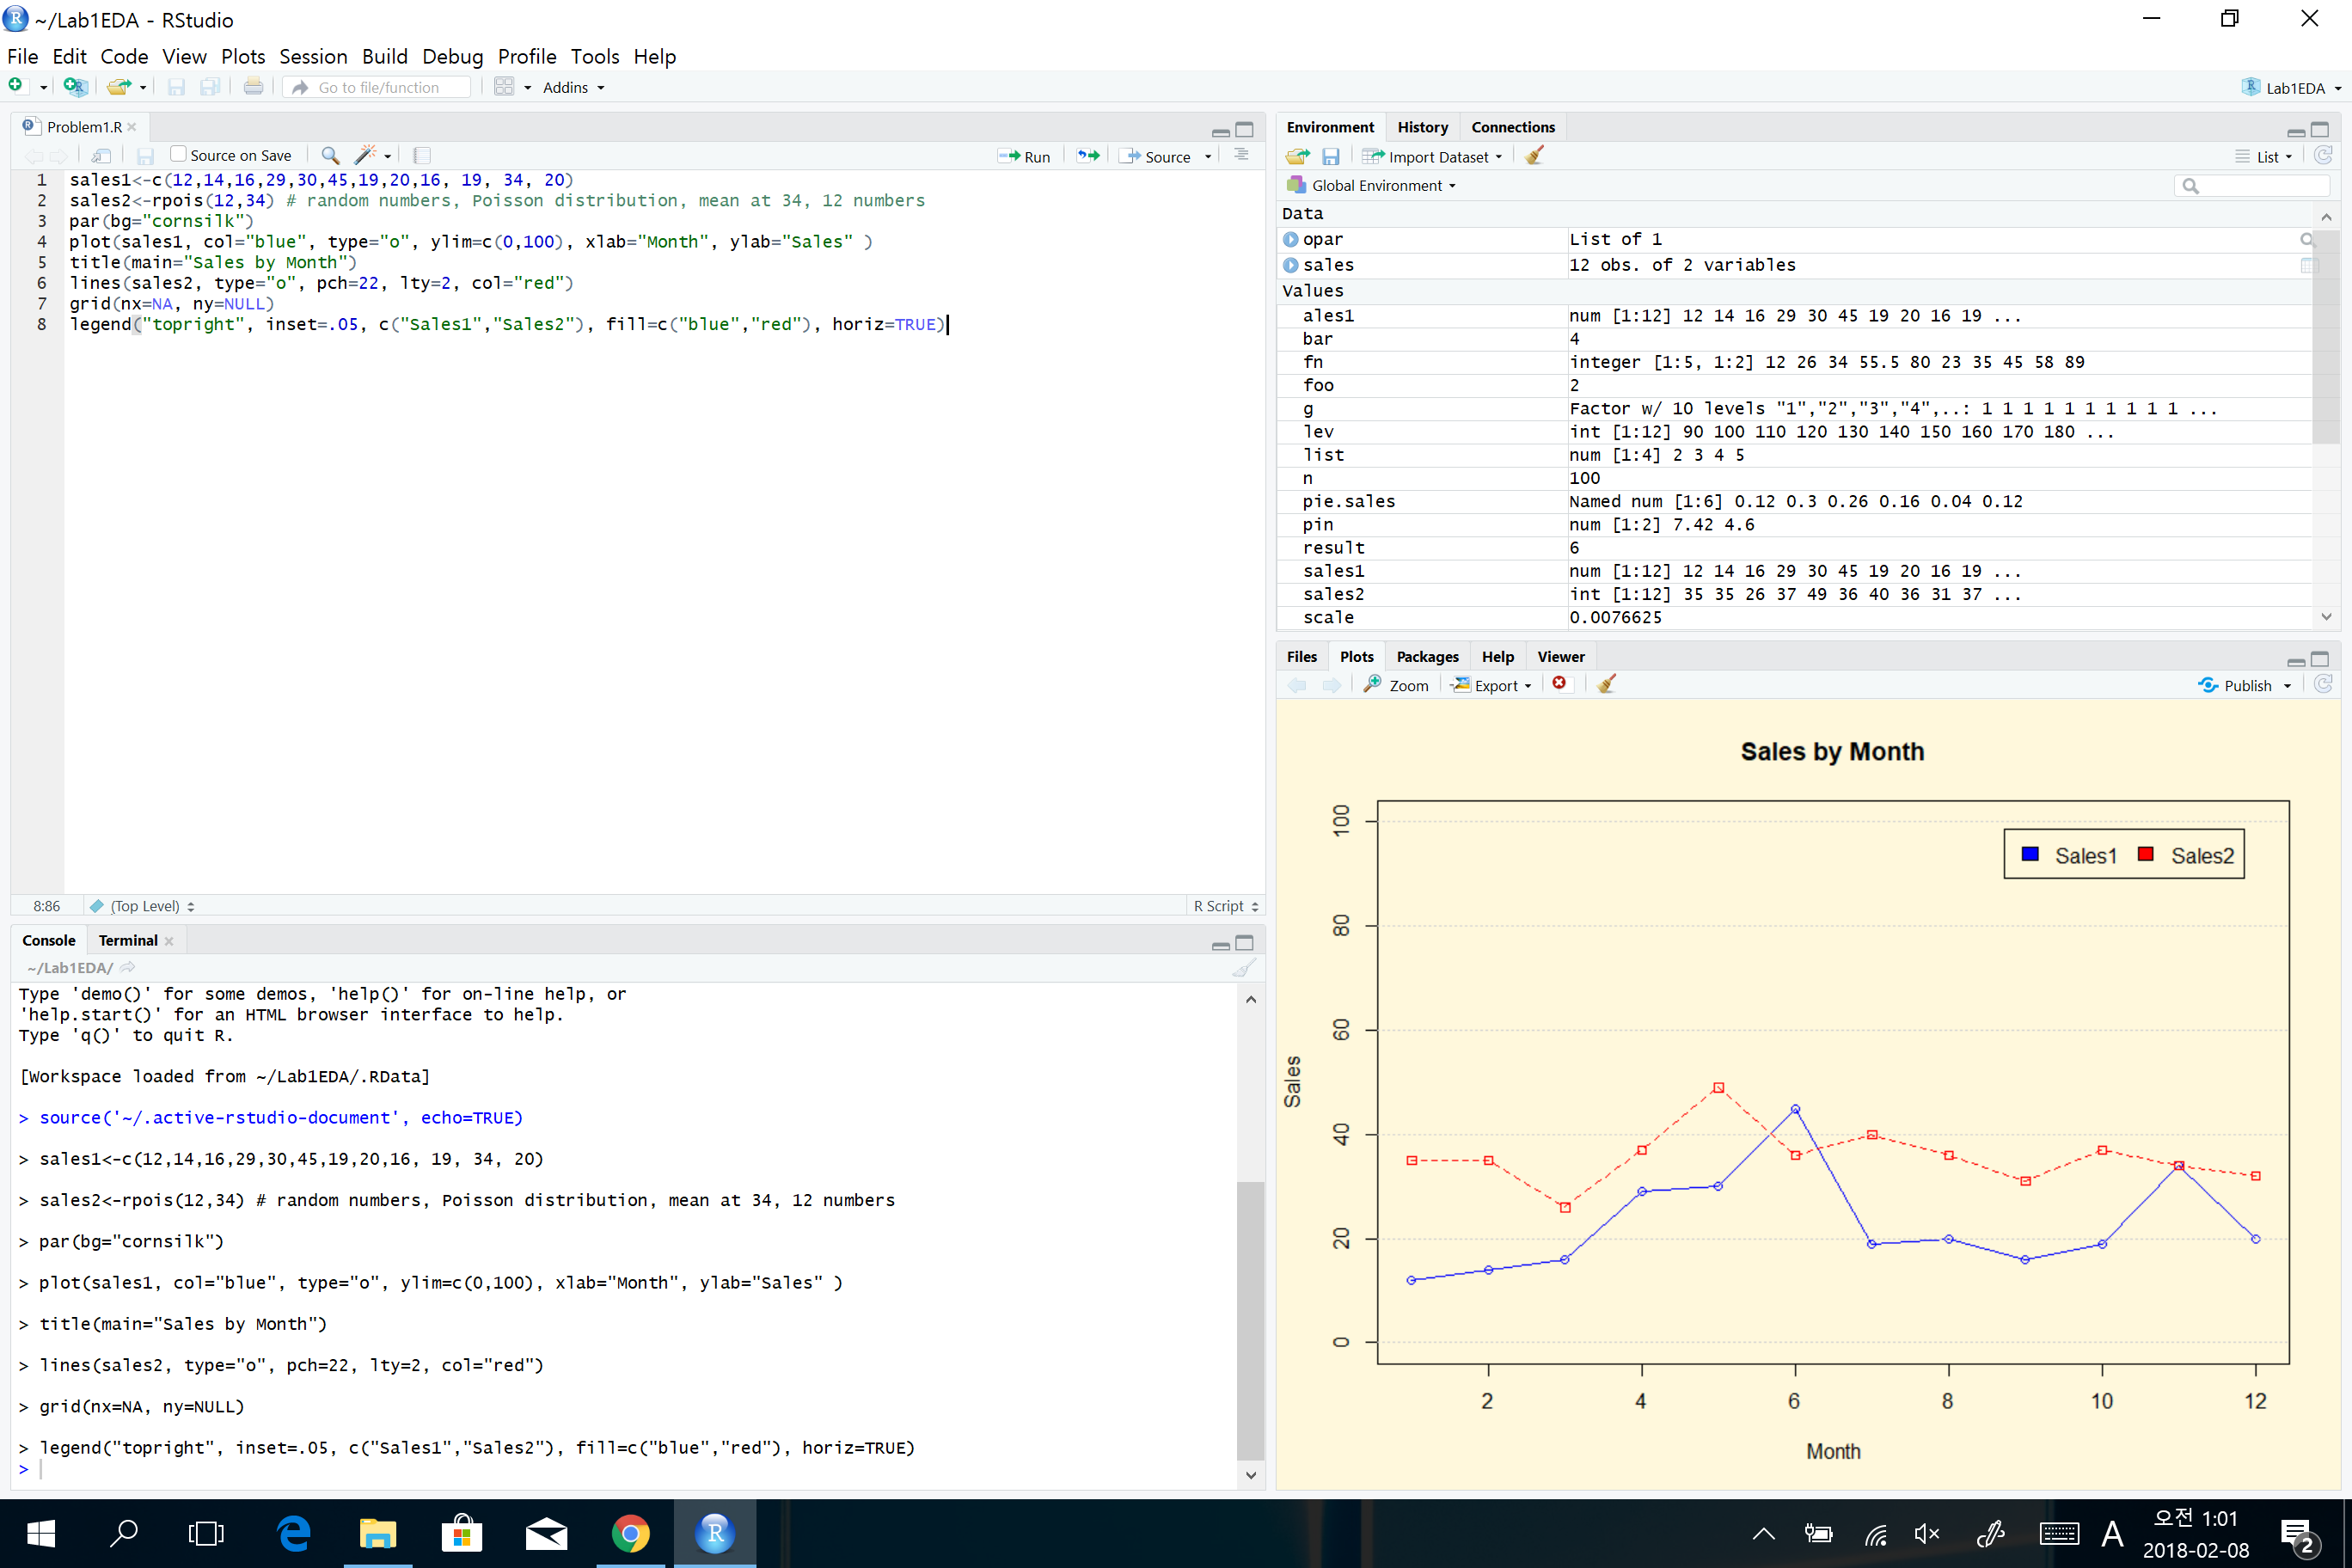 ~/Lab1EDA - RStudio
File Edit Code View Plots Session Build Debug Profile Tools Help
Go to file/function Addins Lab1EDA
Problem1.R
Source on Save Run Source
1 sales1<-c(12,14,16,29,30,45,19,20,16, 19, 34, 20)
2 sales2<-rpois(12,34) # random numbers, Poisson distribution, mean at 34, 12 numbers
3 par(bg="cornsilk")
4 plot(sales1, col="blue", type="o", ylim=c(0,100), xlab="Month", ylab="Sales" )
5 title(main="Sales by Month")
6 lines(sales2, type="o", pch=22, lty=2, col="red")
7 grid(nx=NA, ny=NULL)
8 legend("topright", inset=.05, c("Sales1","Sales2"), fill=c("blue","red"), horiz=TRUE)
8:86 (Top Level) R Script
Console Terminal
~/Lab1EDA/
Type 'demo()' for some demos, 'help()' for on-line help, or
'help.start()' for an HTML browser interface to help.
Type 'q()' to quit R.
[Workspace loaded from ~/Lab1EDA/.RData]
> source('~/.active-rstudio-document', echo=TRUE)
> sales1<-c(12,14,16,29,30,45,19,20,16, 19, 34, 20)
> sales2<-rpois(12,34) # random numbers, Poisson distribution, mean at 34, 12 numbers
> par(bg="cornsilk")
> plot(sales1, col="blue", type="o", ylim=c(0,100), xlab="Month", ylab="Sales" )
> title(main="Sales by Month")
> lines(sales2, type="o", pch=22, lty=2, col="red")
> grid(nx=NA, ny=NULL)
> legend("topright", inset=.05, c("Sales1","Sales2"), fill=c("blue","red"), horiz=TRUE)
>
Environment History Connections
Import Dataset List
Global Environment
Data
opar List of 1
sales 12 obs. of 2 variables
Values
ales1 num [1:12] 12 14 16 29 30 45 19 20 16 19 ...
bar 4
fn integer [1:5, 1:2] 12 26 34 55.5 80 23 35 45 58 89
foo 2
g Factor w/ 10 levels "1","2","3","4",..: 1 1 1 1 1 1 1 1 1 1 ...
lev int [1:12] 90 100 110 120 130 140 150 160 170 180 ...
list num [1:4] 2 3 4 5
n 100
pie.sales Named num [1:6] 0.12 0.3 0.26 0.16 0.04 0.12
pin num [1:2] 7.42 4.6
result 6
sales1 num [1:12] 12 14 16 29 30 45 19 20 16 19 ...
sales2 int [1:12] 35 35 26 37 49 36 40 36 31 37 ...
scale 0.0076625
Files Plots Packages Help Viewer
Zoom Export Publish
Sales by Month
Sales1 Sales2
100
80
60
40
20
0
Sales
2 4 6 8 10 12
Month
A
오전 1:01
2018-02-08
2